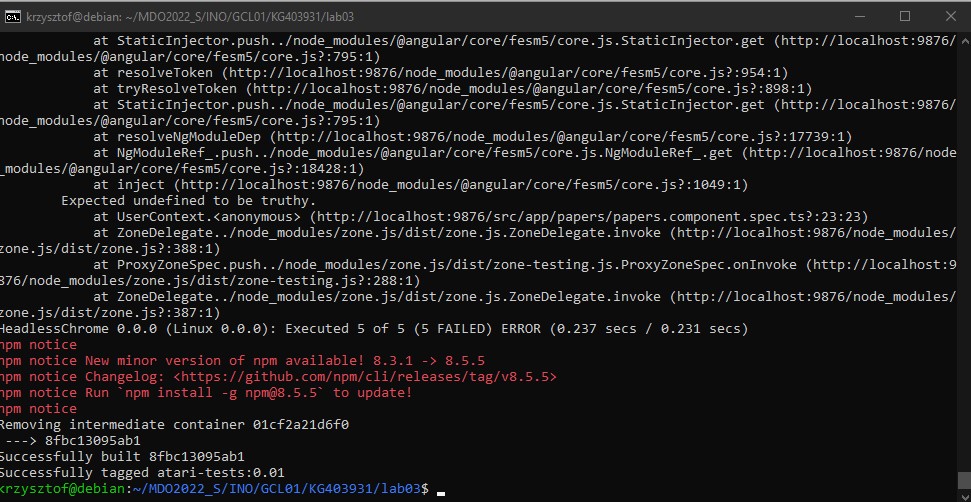 krzysztof@debian: ~/MDO2022_S/INO/GCL01/KG403931/lab03
at StaticInjector.push../node_modules/@angular/core/fesm5/core.js.StaticInjector.get (http://localhost:9876/
node_modules/@angular/core/fesm5/core.js?:795:1)
at resolveToken (http://localhost:9876/node_modules/@angular/core/fesm5/core.js?:954:1)
at tryResolveToken (http://localhost:9876/node_modules/@angular/core/fesm5/core.js?:898:1)
at StaticInjector.push../node_modules/@angular/core/fesm5/core.js.StaticInjector.get (http://localhost:9876/
node_modules/@angular/core/fesm5/core.js?:795:1)
at resolveNgModuleDep (http://localhost:9876/node_modules/@angular/core/fesm5/core.js?:17739:1)
at NgModuleRef_.push../node_modules/@angular/core/fesm5/core.js.NgModuleRef_.get (http://localhost:9876/node
_modules/@angular/core/fesm5/core.js?:18428:1)
at inject (http://localhost:9876/node_modules/@angular/core/fesm5/core.js?:1049:1)
Expected undefined to be truthy.
at UserContext.<anonymous> (http://localhost:9876/src/app/papers/papers.component.spec.ts?:23:23)
at ZoneDelegate../node_modules/zone.js/dist/zone.js.ZoneDelegate.invoke (http://localhost:9876/node_modules/
zone.js/dist/zone.js?:388:1)
at ProxyZoneSpec.push../node_modules/zone.js/dist/zone-testing.js.ProxyZoneSpec.onInvoke (http://localhost:9
876/node_modules/zone.js/dist/zone-testing.js?:288:1)
at ZoneDelegate../node_modules/zone.js/dist/zone.js.ZoneDelegate.invoke (http://localhost:9876/node_modules/
zone.js/dist/zone.js?:387:1)
HeadlessChrome 0.0.0 (Linux 0.0.0): Executed 5 of 5 (5 FAILED) ERROR (0.237 secs / 0.231 secs)
npm notice
npm notice New minor version of npm available! 8.3.1 -> 8.5.5
npm notice Changelog: <https://github.com/npm/cli/releases/tag/v8.5.5>
npm notice Run `npm install -g npm@8.5.5` to update!
npm notice
Removing intermediate container 01cf2a21d6f0
---> 8fbc13095ab1
Successfully built 8fbc13095ab1
Successfully tagged atari-tests:0.01
krzysztof@debian:~/MDO2022_S/INO/GCL01/KG403931/lab03$